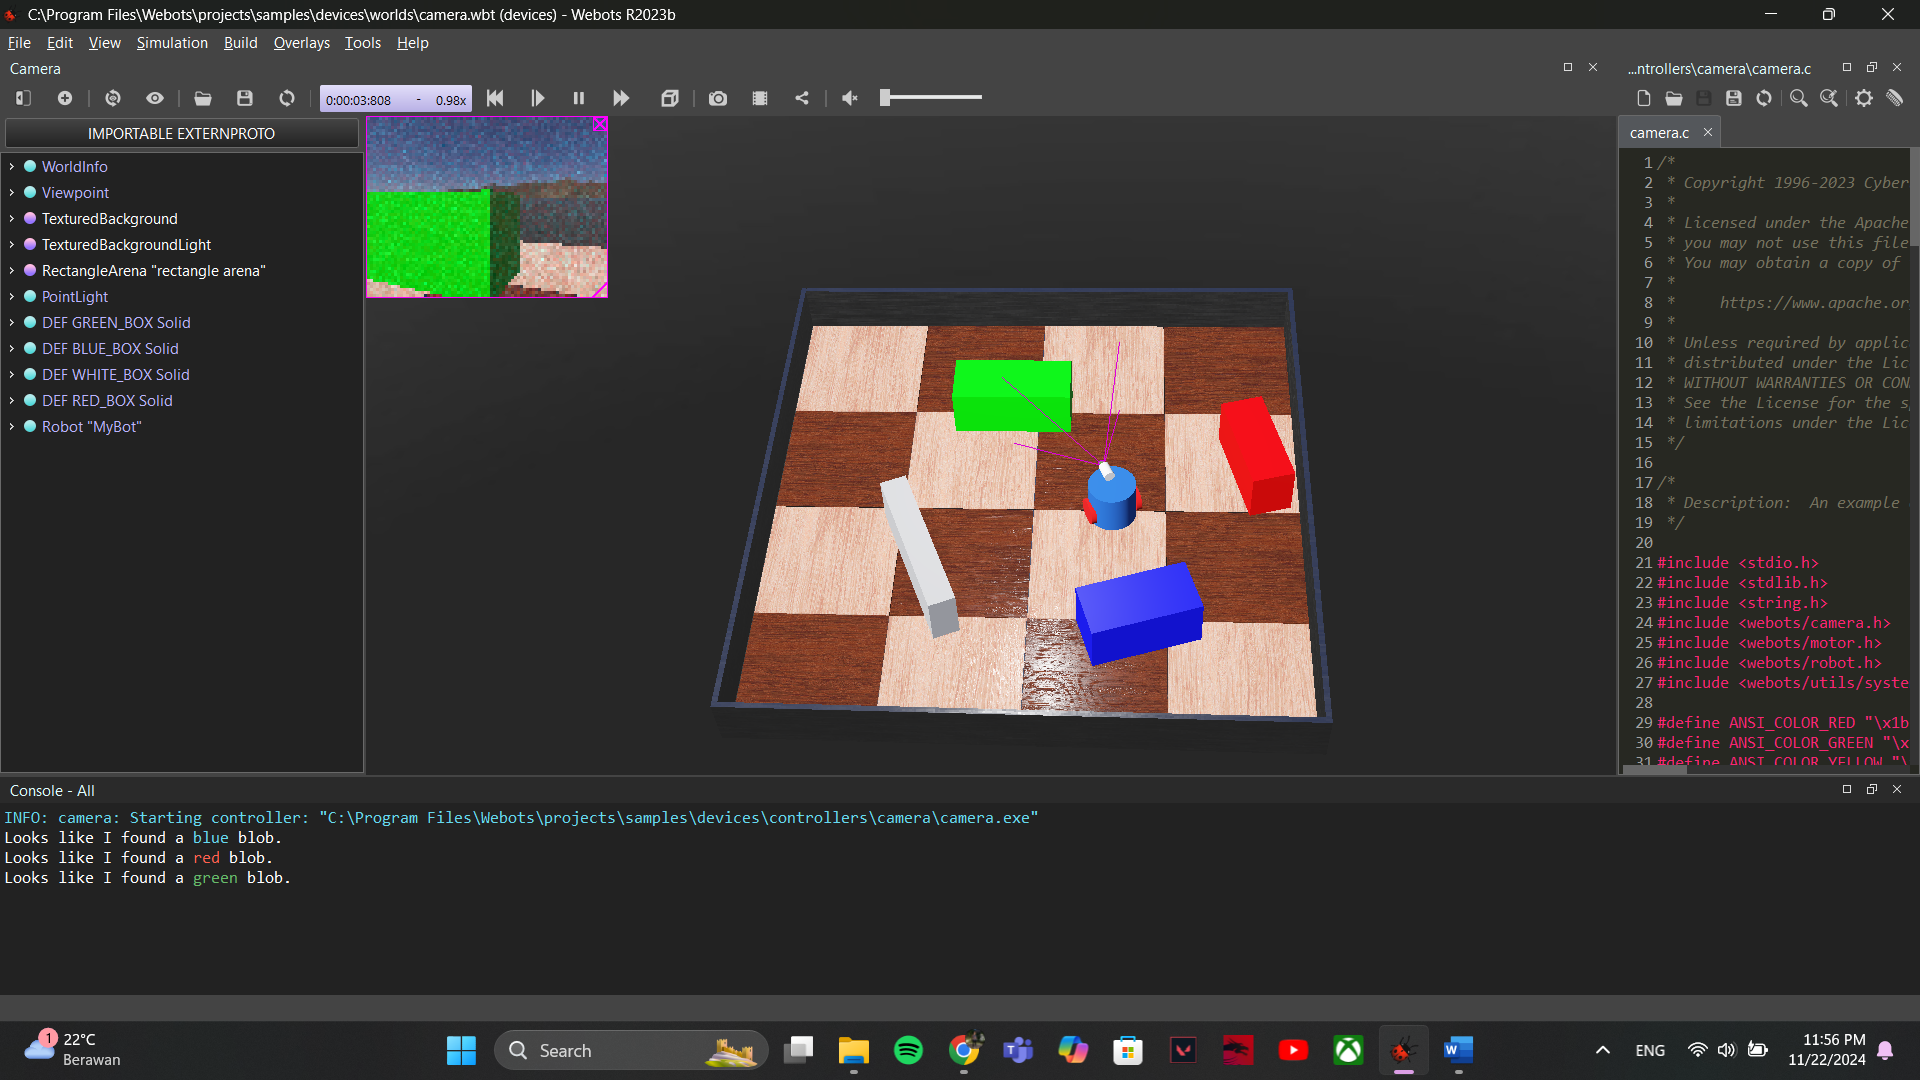 C:\Program Files\Webots\projects\samples\devices\worlds\camera.wbt (devices) - Webots R2023b
File Edit View Simulation Build Overlays Tools Help
Camera
...ntrollers\camera\camera.c
0:00:03:808 - 0.98x
IMPORTABLE EXTERNPROTO
WorldInfo
Viewpoint
TexturedBackground
TexturedBackgroundLight
RectangleArena "rectangle arena"
PointLight
DEF GREEN_BOX Solid
DEF BLUE_BOX Solid
DEF WHITE_BOX Solid
DEF RED_BOX Solid
Robot "MyBot"
camera.c
1 /*
2 * Copyright 1996-2023 Cyber
3 *
4 * Licensed under the Apache
5 * you may not use this file
6 * You may obtain a copy of
7 *
8 * https://www.apache.or
9 *
10 * Unless required by applic
11 * distributed under the Lic
12 * WITHOUT WARRANTIES OR CON
13 * See the License for the s
14 * limitations under the Lic
15 */
16
17 /*
18 * Description: An example
19 */
20
21 #include <stdio.h>
22 #include <stdlib.h>
23 #include <string.h>
24 #include <webots/camera.h>
25 #include <webots/motor.h>
26 #include <webots/robot.h>
27 #include <webots/utils/syste
28
29 #define ANSI_COLOR_RED "\x1b
30 #define ANSI_COLOR_GREEN "\x
31 #define ANSI_COLOR_YELLOW "\
Console - All
INFO: camera: Starting controller: "C:\Program Files\Webots\projects\samples\devices\controllers\camera\camera.exe"
Looks like I found a blue blob.
Looks like I found a red blob.
Looks like I found a green blob.
1
22°C
Berawan
Search
ENG
11:56 PM
11/22/2024